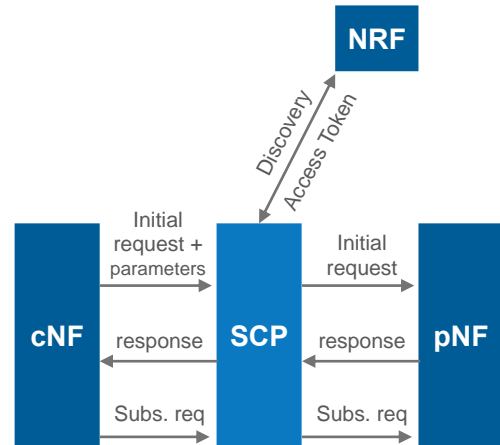 NRF
Discovery
Access Token
Initial
request +
parameters
Initial
request
cNF
response
SCP
response
pNF
Subs. req
Subs. req